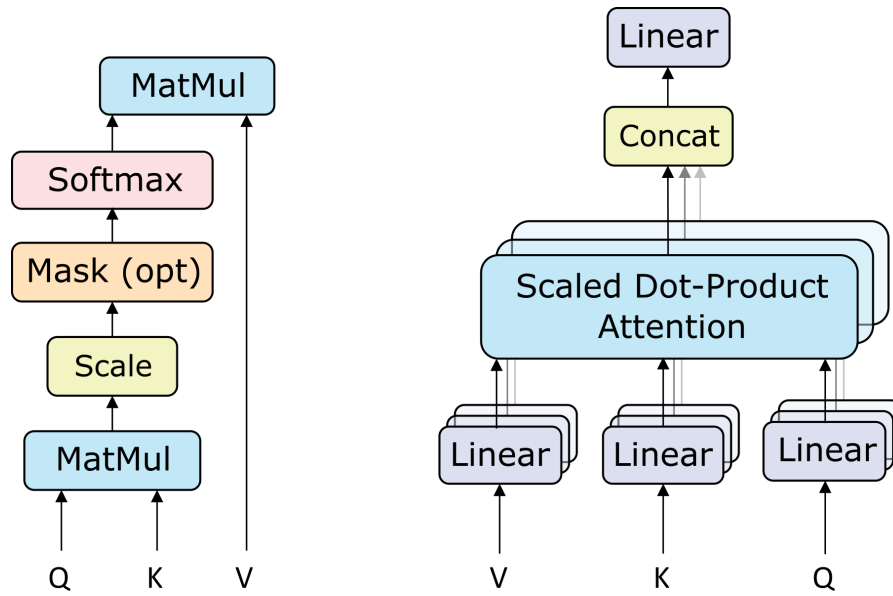 MatMul
Softmax
Mask (opt)
Scale
MatMul
Q K V
Linear
Concat
Scaled Dot-Product
Attention
Linear Linear Linear
V K Q